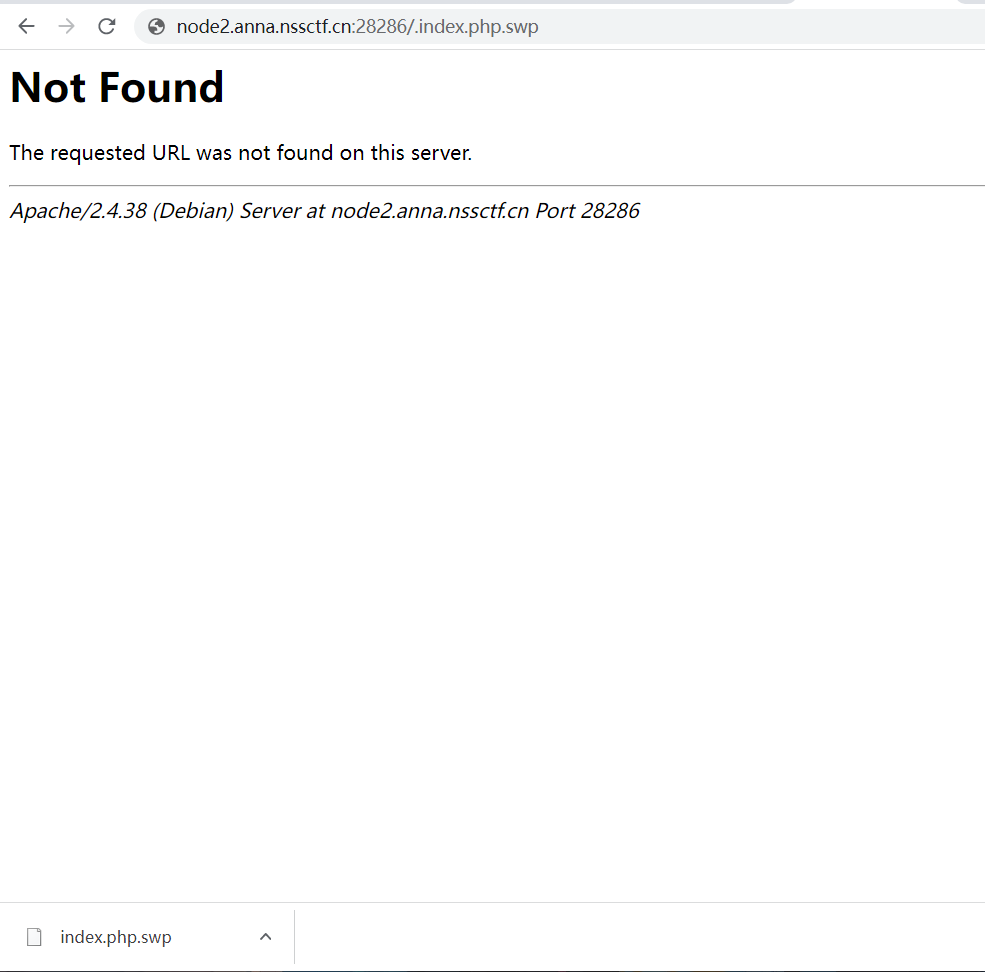 node2.anna.nssctf.cn:28286/.index.php.swp
Not Found
The requested URL was not found on this server.
Apache/2.4.38 (Debian) Server at node2.anna.nssctf.cn Port 28286
index.php.swp